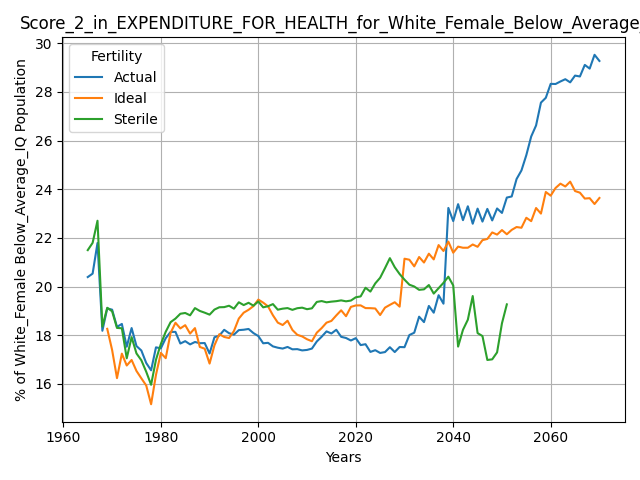 Score_2_in_EXPENDITURE_FOR_HEALTH_for_White_Female_Below_Average_
Fertility
Actual
Ideal
Sterile
% of White_Female Below_Average_IQ Population
30
28
26
24
22
20
18
16
1960 1980 2000 2020 2040 2060
Years